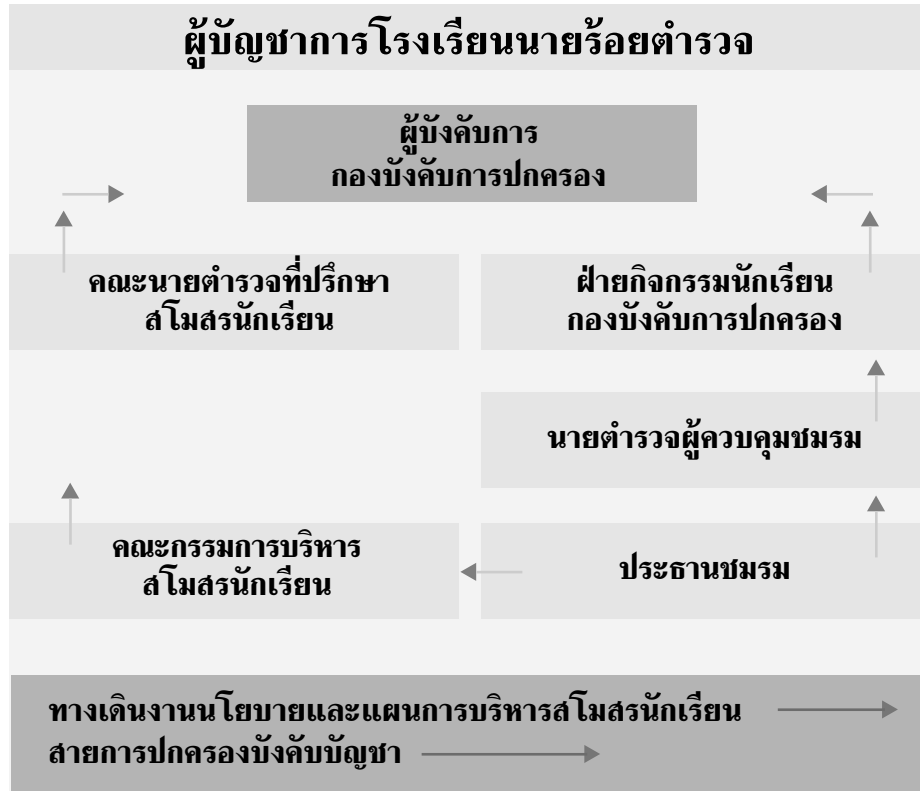 ผู้บัญชาการโรงเรียนนายร้อยตำรวจ
ผู้บังคับการ
กองบังคับการปกครอง
คณะนายตำรวจที่ปรึกษา
สโมสรนักเรียน
ฝ่ายกิจกรรมนักเรียน
กองบังคับการปกครอง
นายตำรวจผู้ควบคุมชมรม
คณะกรรมการบริหาร
สโมสรนักเรียน
ประธานชมรม
ทางเดินงานนโยบายและแผนการบริหารสโมสรนักเรียน
สายการปกครองบังคับบัญชา